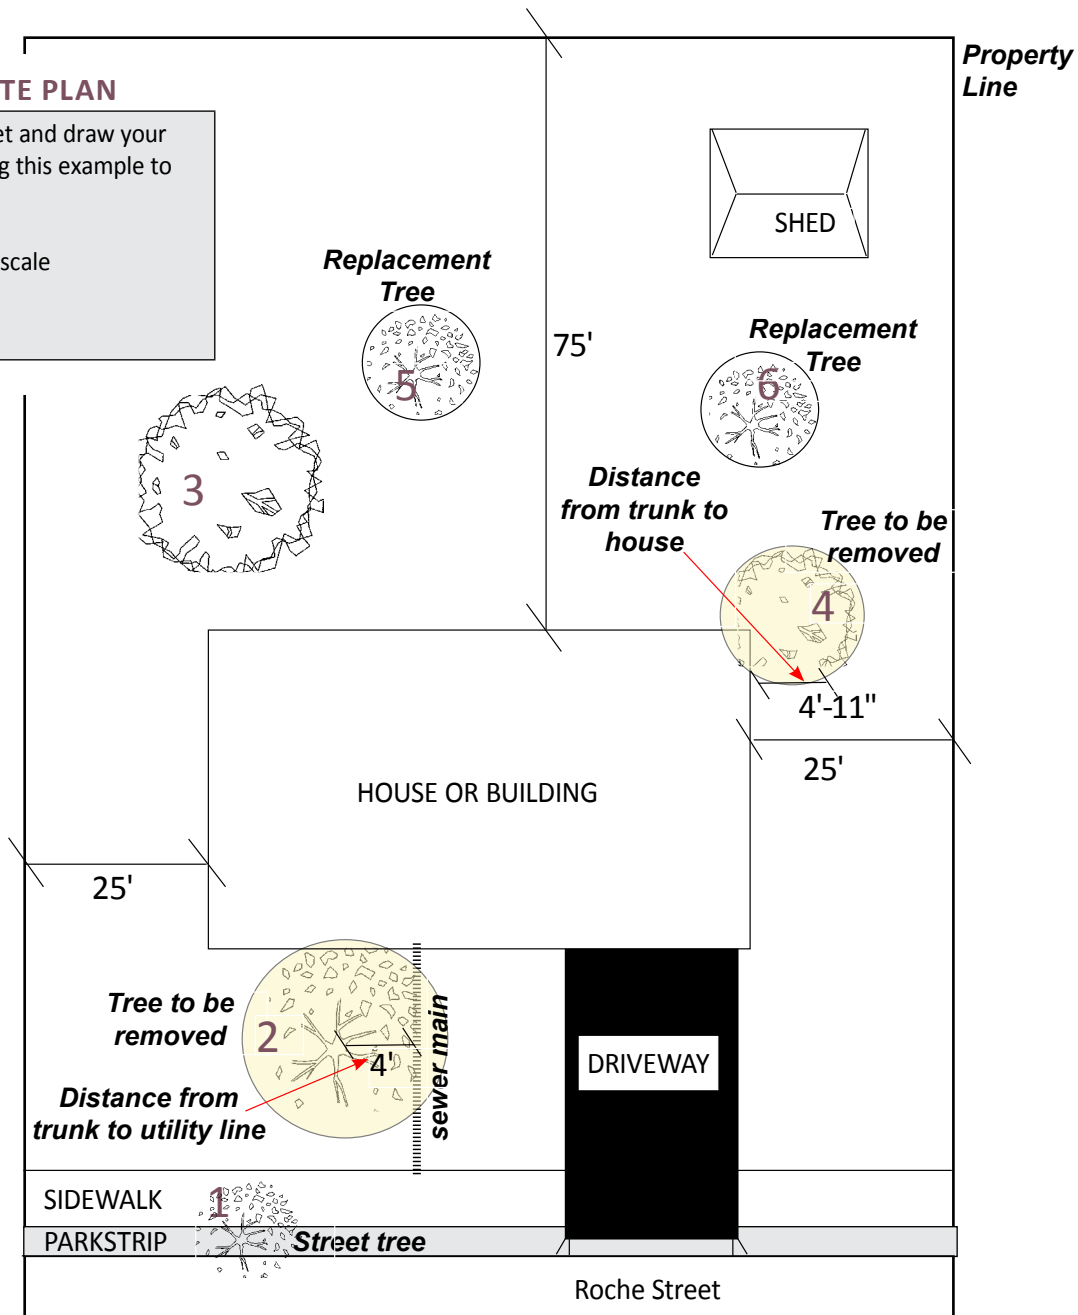 Property
Line
TE PLAN
et and draw your
g this example to
scale
SHED
Replacement
Tree
5
75'
Replacement
Tree
6
3
Distance
from trunk to
house
Tree to be
removed
4
4'-11"
25'
HOUSE OR BUILDING
25'
Tree to be
removed
2
4'
sewer main
Distance from
trunk to utility line
DRIVEWAY
SIDEWALK
1
PARKSTRIP
Street tree
Roche Street